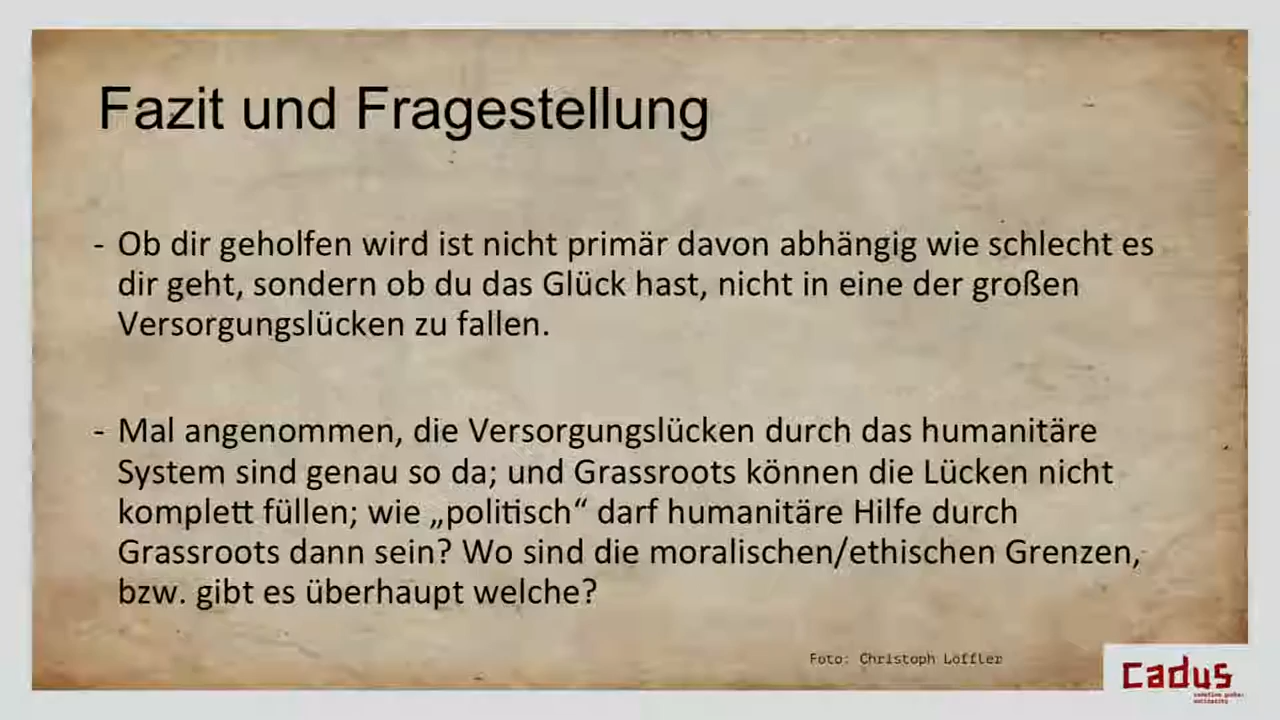 Fazit und Fragestellung
- Ob dir geholfen wird ist nicht primär davon abhängig wie schlecht es
dir geht, sondern ob du das Glück hast, nicht in eine der großen
Versorgungslücken zu fallen.
- Mal angenommen, die Versorgungslücken durch das humanitäre
System sind genau so da; und Grassroots können die Lücken nicht
komplett füllen; wie „politisch“ darf humanitäre Hilfe durch
Grassroots dann sein? Wo sind die moralischen/ethischen Grenzen,
bzw. gibt es überhaupt welche?
Foto: Christoph Löffler
cadus